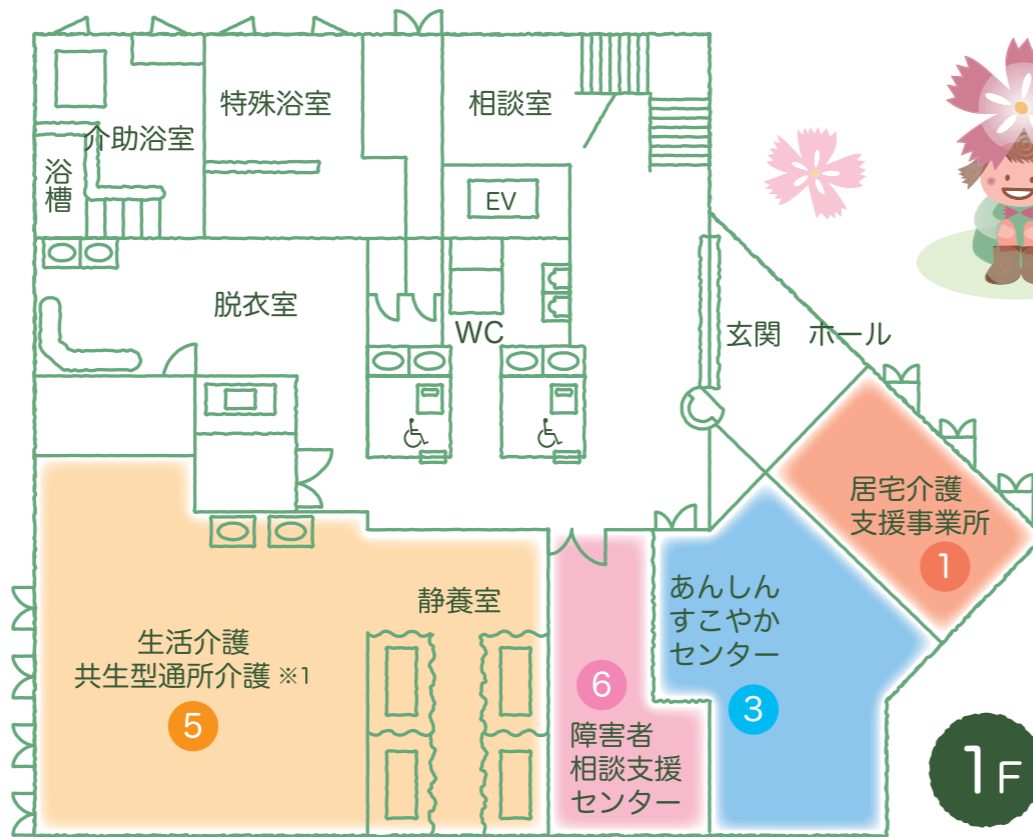 特殊浴室
相談室
介助浴室
浴槽
EV
脱衣室
WC
玄関　ホール
居宅介護
支援事業所
1
静養室
あんしん
すこやか
センター
3
生活介護
共生型通所介護 ※1
5
6
障害者
相談支援
センター
1F